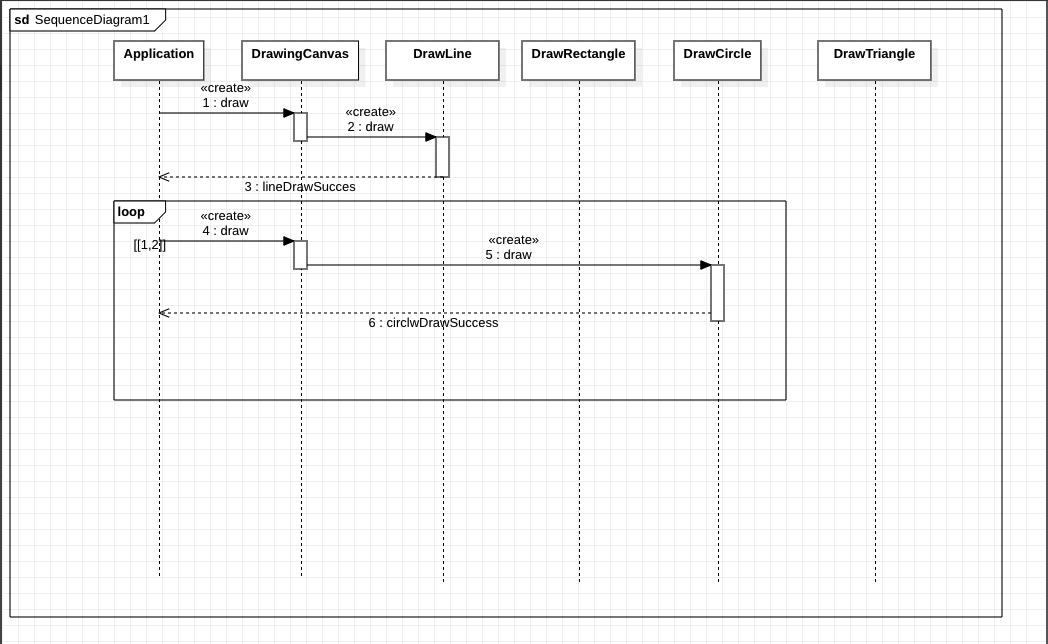 sd SequenceDiagram1
Application
DrawingCanvas
DrawLine
DrawRectangle
DrawCircle
DrawTriangle
«create»
1 : draw
«create»
2 : draw
3 : lineDrawSucces
loop
«create»
4 : draw
[[1,2]]
«create»
5 : draw
6 : circlwDrawSuccess